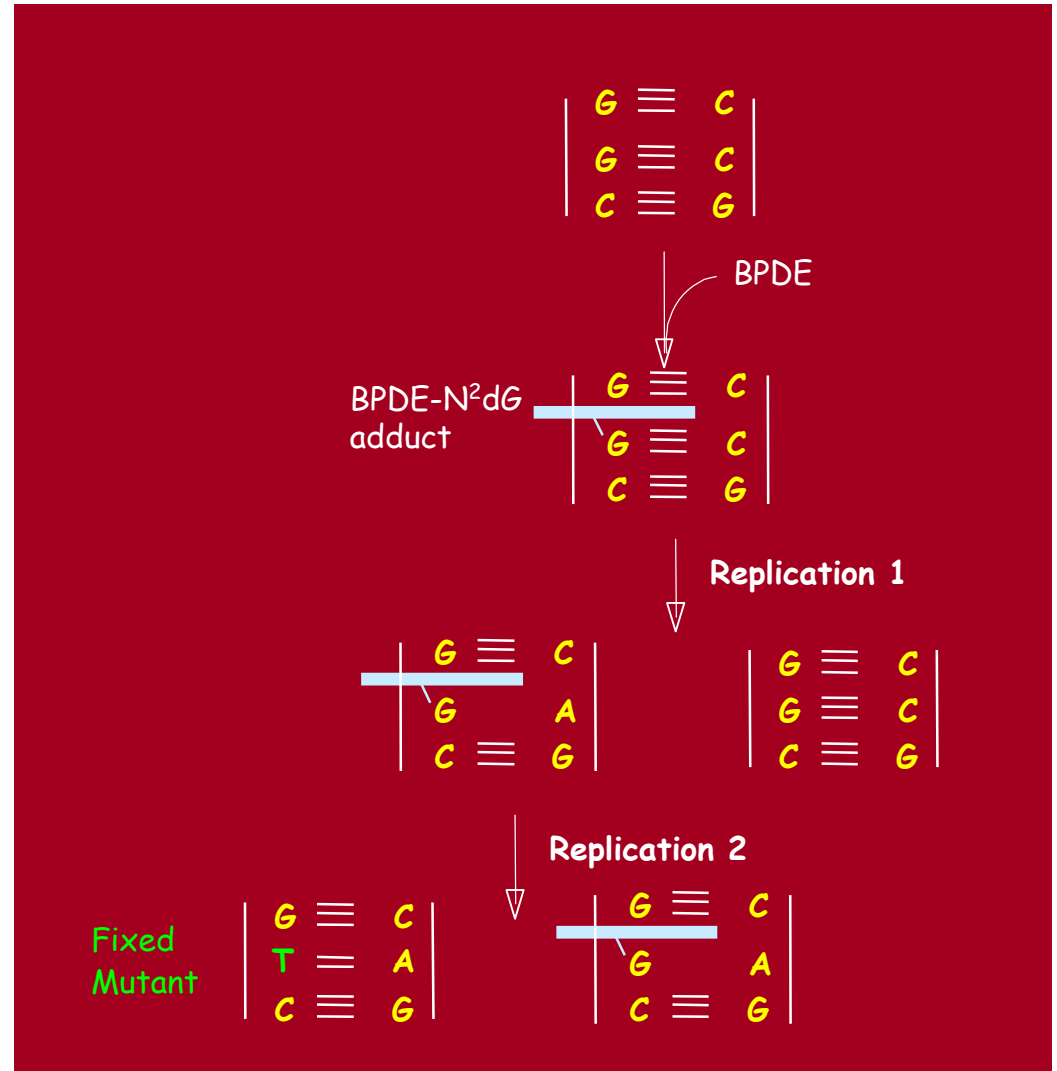 G ≡ C
G ≡ C
C ≡ G
BPDE
BPDE-N²dG
adduct
G ≡ C
G ≡ C
C ≡ G
Replication 1
G ≡ C
G A
C ≡ G
G ≡ C
G ≡ C
C ≡ G
Replication 2
Fixed
Mutant
G ≡ C
T = A
C ≡ G
G ≡ C
G A
C ≡ G